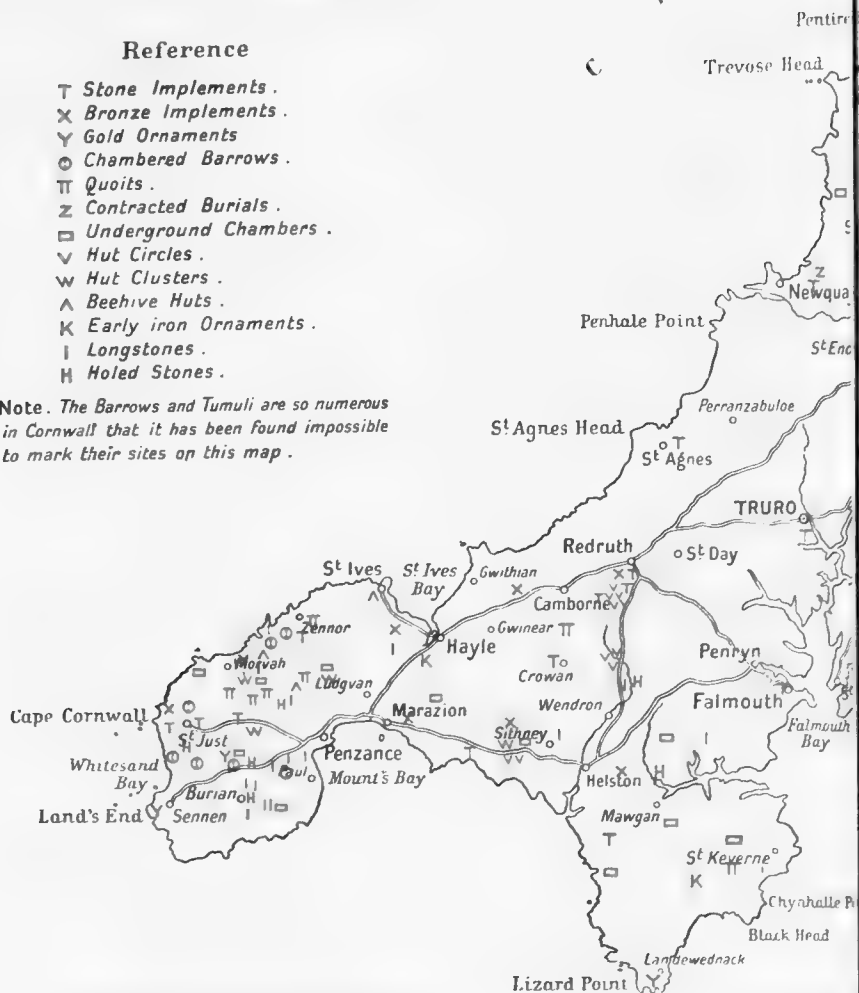 Reference
T Stone Implements .
X Bronze Implements .
Y Gold Ornaments
Chambered Barrows .
Quoits .
Z Contracted Burials .
Underground Chambers .
V Hut Circles .
W Hut Clusters .
Λ Beehive Huts .
K Early iron Ornaments .
I Longstones .
H Holed Stones .
Note . The Barrows and Tumuli are so numerous
in Cornwall that it has been found impossible
to mark their sites on this map .
Pentire
Trevose Head
Newqua
Penhale Point
St Eno
Perranzabuloe
St. Agnes Head
St Agnes
TRURO
Redruth
St Day
St Ives
St Ives
Bay
Gwithian
Camborne
Zennor
Hayle
Gwinear
Morvah
Penryn
Ludgvan
Crowan
Falmouth
Cape Cornwall
Marazion
Wendron
Falmouth
Bay
St Just
Sithney
Whitesand
Bay
Penzance
Paul
Mount's Bay
Helston
Burian
Land's End
Sennen
Mawgan
St Keverne
Chynhalle P
Black Head
Landewednack
Lizard Point